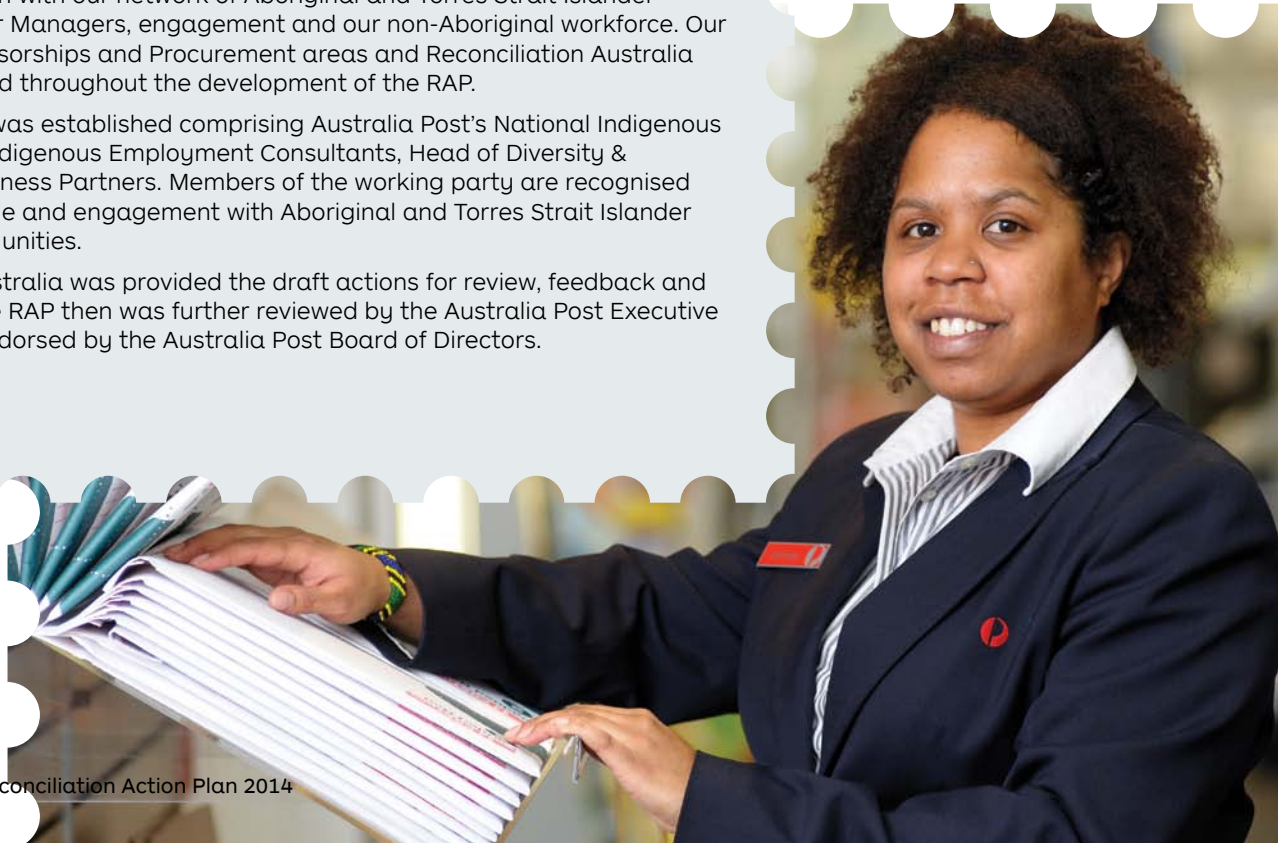 with our network of Aboriginal and Torres Strait Islander
Managers, engagement and our non-Aboriginal workforce. Our
sorships and Procurement areas and Reconciliation Australia
d throughout the development of the RAP.
was established comprising Australia Post's National Indigenous
digenous Employment Consultants, Head of Diversity &
ness Partners. Members of the working party are recognised
e and engagement with Aboriginal and Torres Strait Islander
unities.
stralia was provided the draft actions for review, feedback and
RAP then was further reviewed by the Australia Post Executive
dorsed by the Australia Post Board of Directors.
conciliation Action Plan 2014